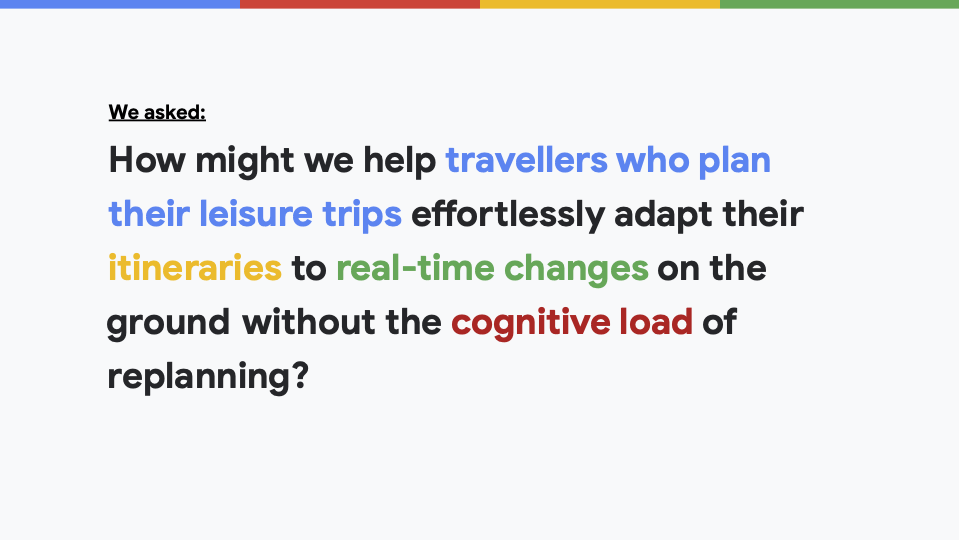 We asked:
How might we help travellers who plan
their leisure trips effortlessly adapt their
itineraries to real-time changes on the
ground without the cognitive load of
replanning?